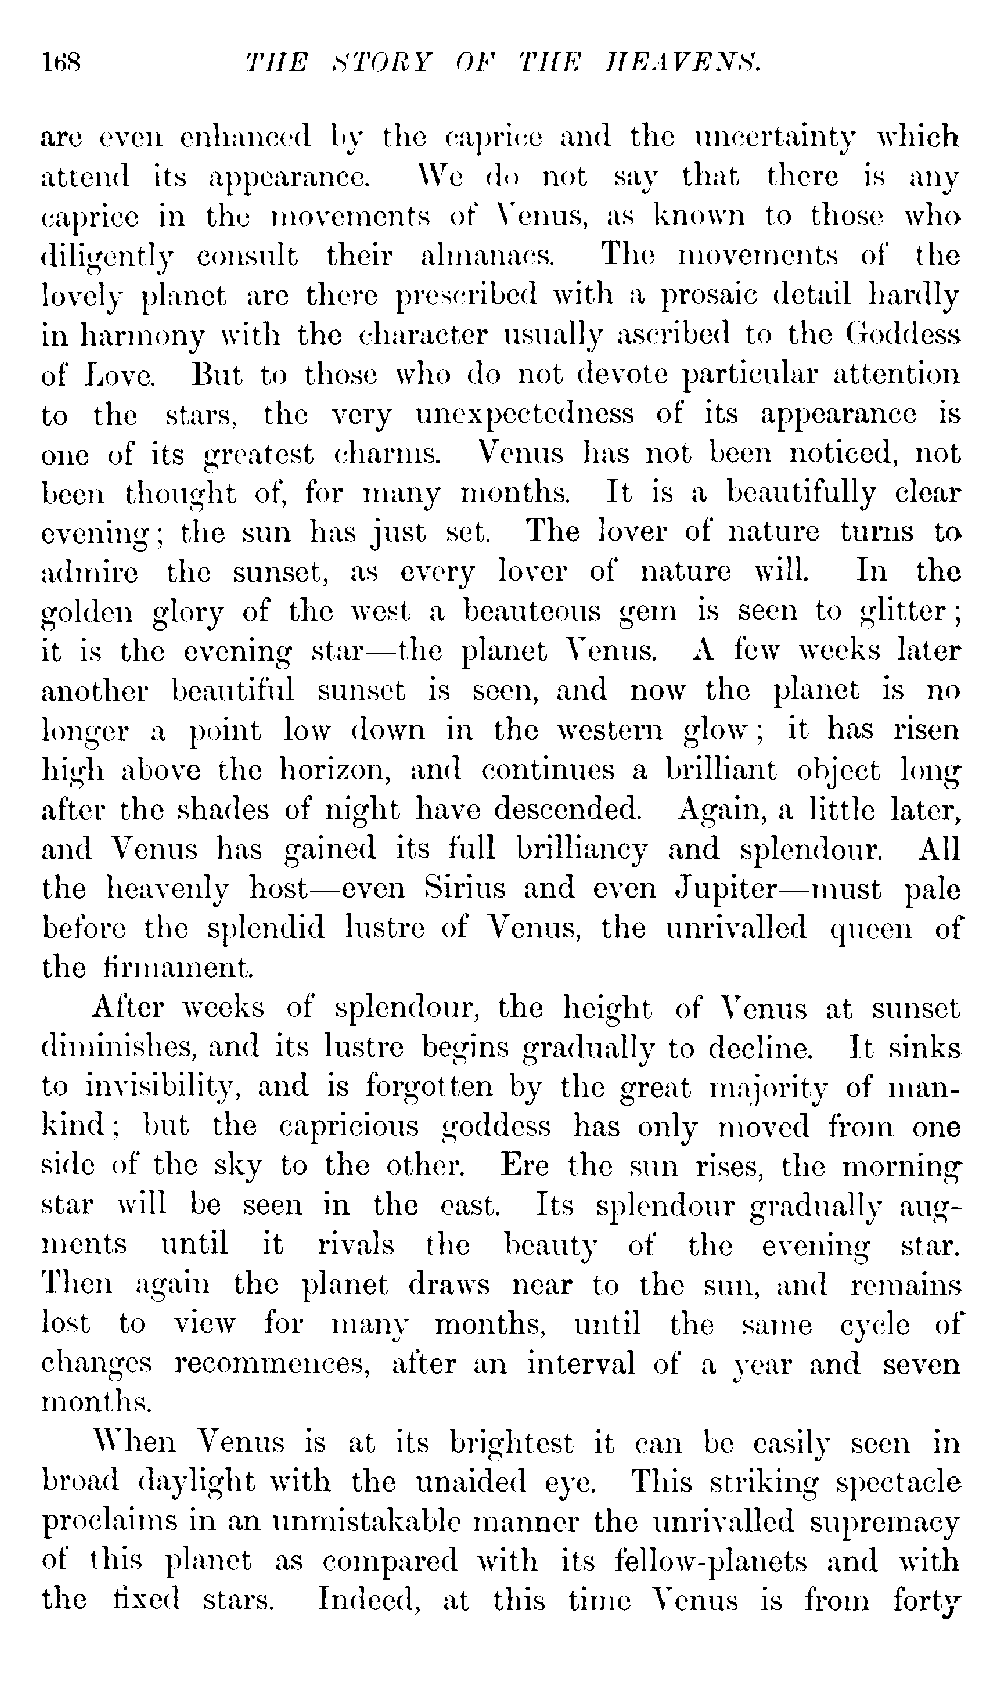 168 THE STORY OF THE HEAVENS.
are even enhanced by the caprice and the uncertainty which
attend its appearance. We do not say that there is any
caprice in the movements of Venus, as known to those who
diligently consult their almanacs. The movements of the
lovely planet are there prescribed with a prosaic detail hardly
in harmony with the character usually ascribed to the Goddess
of Love. But to those who do not devote particular attention
to the stars, the very unexpectedness of its appearance is
one of its greatest charms. Venus has not been noticed, not
been thought of, for many months. It is a beautifully clear
evening; the sun has just set. The lover of nature turns to
admire the sunset, as every lover of nature will. In the
golden glory of the west a beauteous gem is seen to glitter;
it is the evening star—the planet Venus. A few weeks later
another beautiful sunset is seen, and now the planet is no
longer a point low down in the western glow; it has risen
high above the horizon, and continues a brilliant object long
after the shades of night have descended. Again, a little later,
and Venus has gained its full brilliancy and splendour. All
the heavenly host—even Sirius and even Jupiter—must pale
before the splendid lustre of Venus, the unrivalled queen of
the firmament.
After weeks of splendour, the height of Venus at sunset
diminishes, and its lustre begins gradually to decline. It sinks
to invisibility, and is forgotten by the great majority of man-
kind; but the capricious goddess has only moved from one
side of the sky to the other. Ere the sun rises, the morning
star will be seen in the east. Its splendour gradually aug-
ments until it rivals the beauty of the evening star.
Then again the planet draws near to the sun, and remains
lost to view for many months, until the same cycle of
changes recommences, after an interval of a year and seven
months.
When Venus is at its brightest it can be easily seen in
broad daylight with the unaided eye. This striking spectacle
proclaims in an unmistakable manner the unrivalled supremacy
of this planet as compared with its fellow-planets and with
the fixed stars. Indeed, at this time Venus is from forty